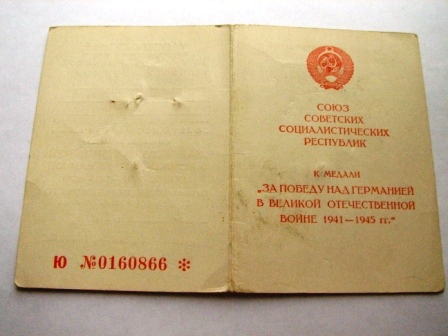 Ю №0160866 *
СОЮЗ
СОВЕТСКИХ
СОЦИАЛИСТИЧЕСКИХ
РЕСПУБЛИК
К МЕДАЛИ
„ЗА ПОБЕДУ НАД ГЕРМАНИЕЙ
В ВЕЛИКОЙ ОТЕЧЕСТВЕННОЙ
ВОЙНЕ 1941—1945 гг."